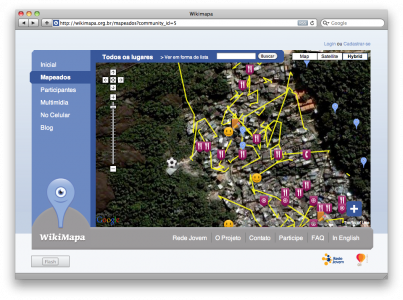 Wikimapa
http://wikimapa.org.br/mapeados?community_id=5
Google
Login ou Cadastrar-se
Todos os lugares
> Ver em forma de lista
Buscar
Map
Satellite
Hybrid
Inicial
Mapeados
Participantes
Multimídia
No Celular
Blog
Google
WikiMapa
Rede Jovem
O Projeto
Contato
Participe
FAQ
In English
Rede
Jovem